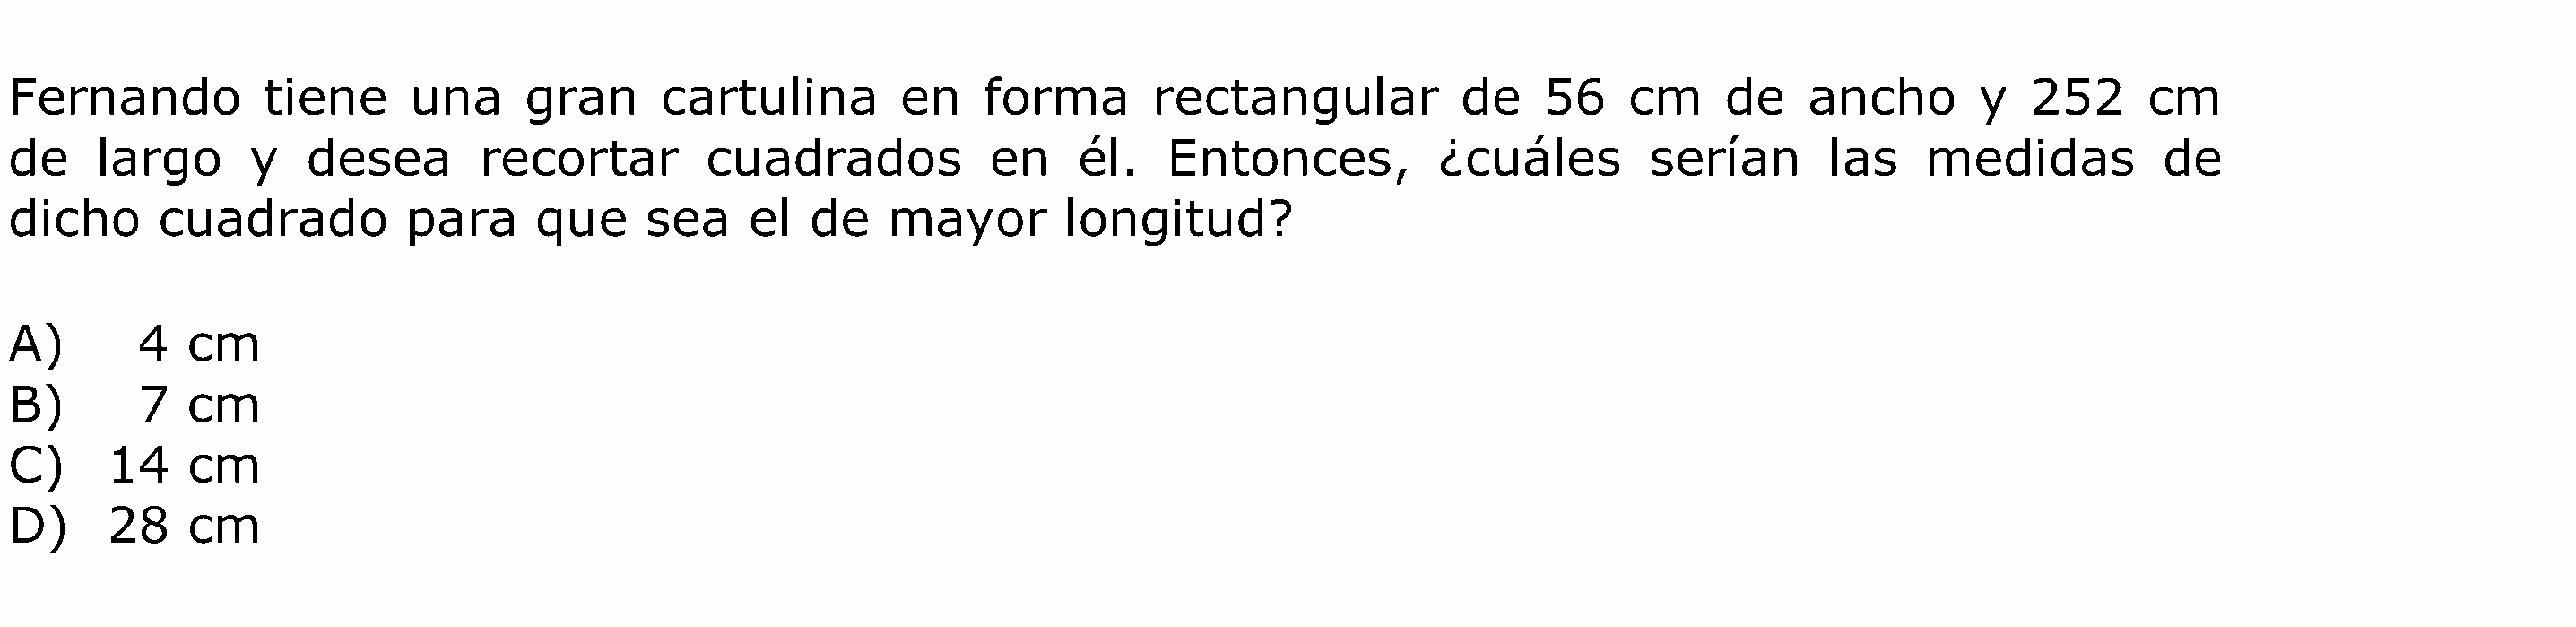 Fernando tiene una gran cartulina en forma rectangular de 56 cm de ancho y 252 cm
de largo y desea recortar cuadrados en él. Entonces, ¿cuáles serían las medidas de
dicho cuadrado para que sea el de mayor longitud?
A) 4 cm
B) 7 cm
C) 14 cm
D) 28 cm